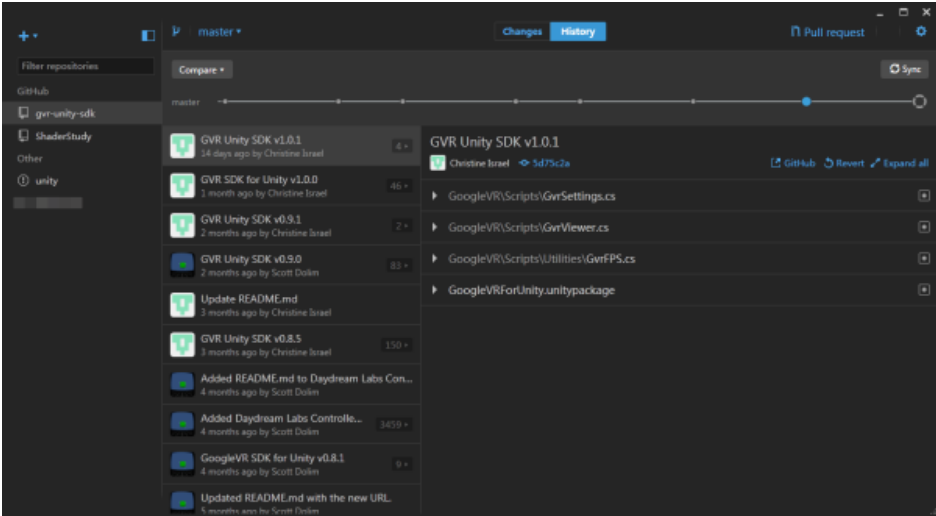 master
Changes
History
Pull request
Filter repositories
GitHub
gvr-unity-sdk
ShaderStudy
Other
unity
Compare
Sync
master
GVR Unity SDK v1.0.1
14 days ago by Christine Israel
4
GVR SDK for Unity v1.0.0
1 month ago by Christine Israel
46
GVR Unity SDK v0.9.1
2 months ago by Christine Israel
2
GVR Unity SDK v0.9.0
2 months ago by Scott Dolim
83
Update README.md
3 months ago by Christine Israel
GVR Unity SDK v0.8.5
3 months ago by Christine Israel
150
Added README.md to Daydream Labs Con...
4 months ago by Scott Dolim
Added Daydream Labs Controlle...
4 months ago by Scott Dolim
3459
GoogleVR SDK for Unity v0.8.1
4 months ago by Scott Dolim
9
Updated README.md with the new URL.
5 months ago by Scott Dolim
GVR Unity SDK v1.0.1
Christine Israel 5d75c2a
GitHub Revert Expand all
GoogleVR\Scripts\GvrSettings.cs
GoogleVR\Scripts\GvrViewer.cs
GoogleVR\Scripts\Utilities\GvrFPS.cs
GoogleVRForUnity.unitypackage